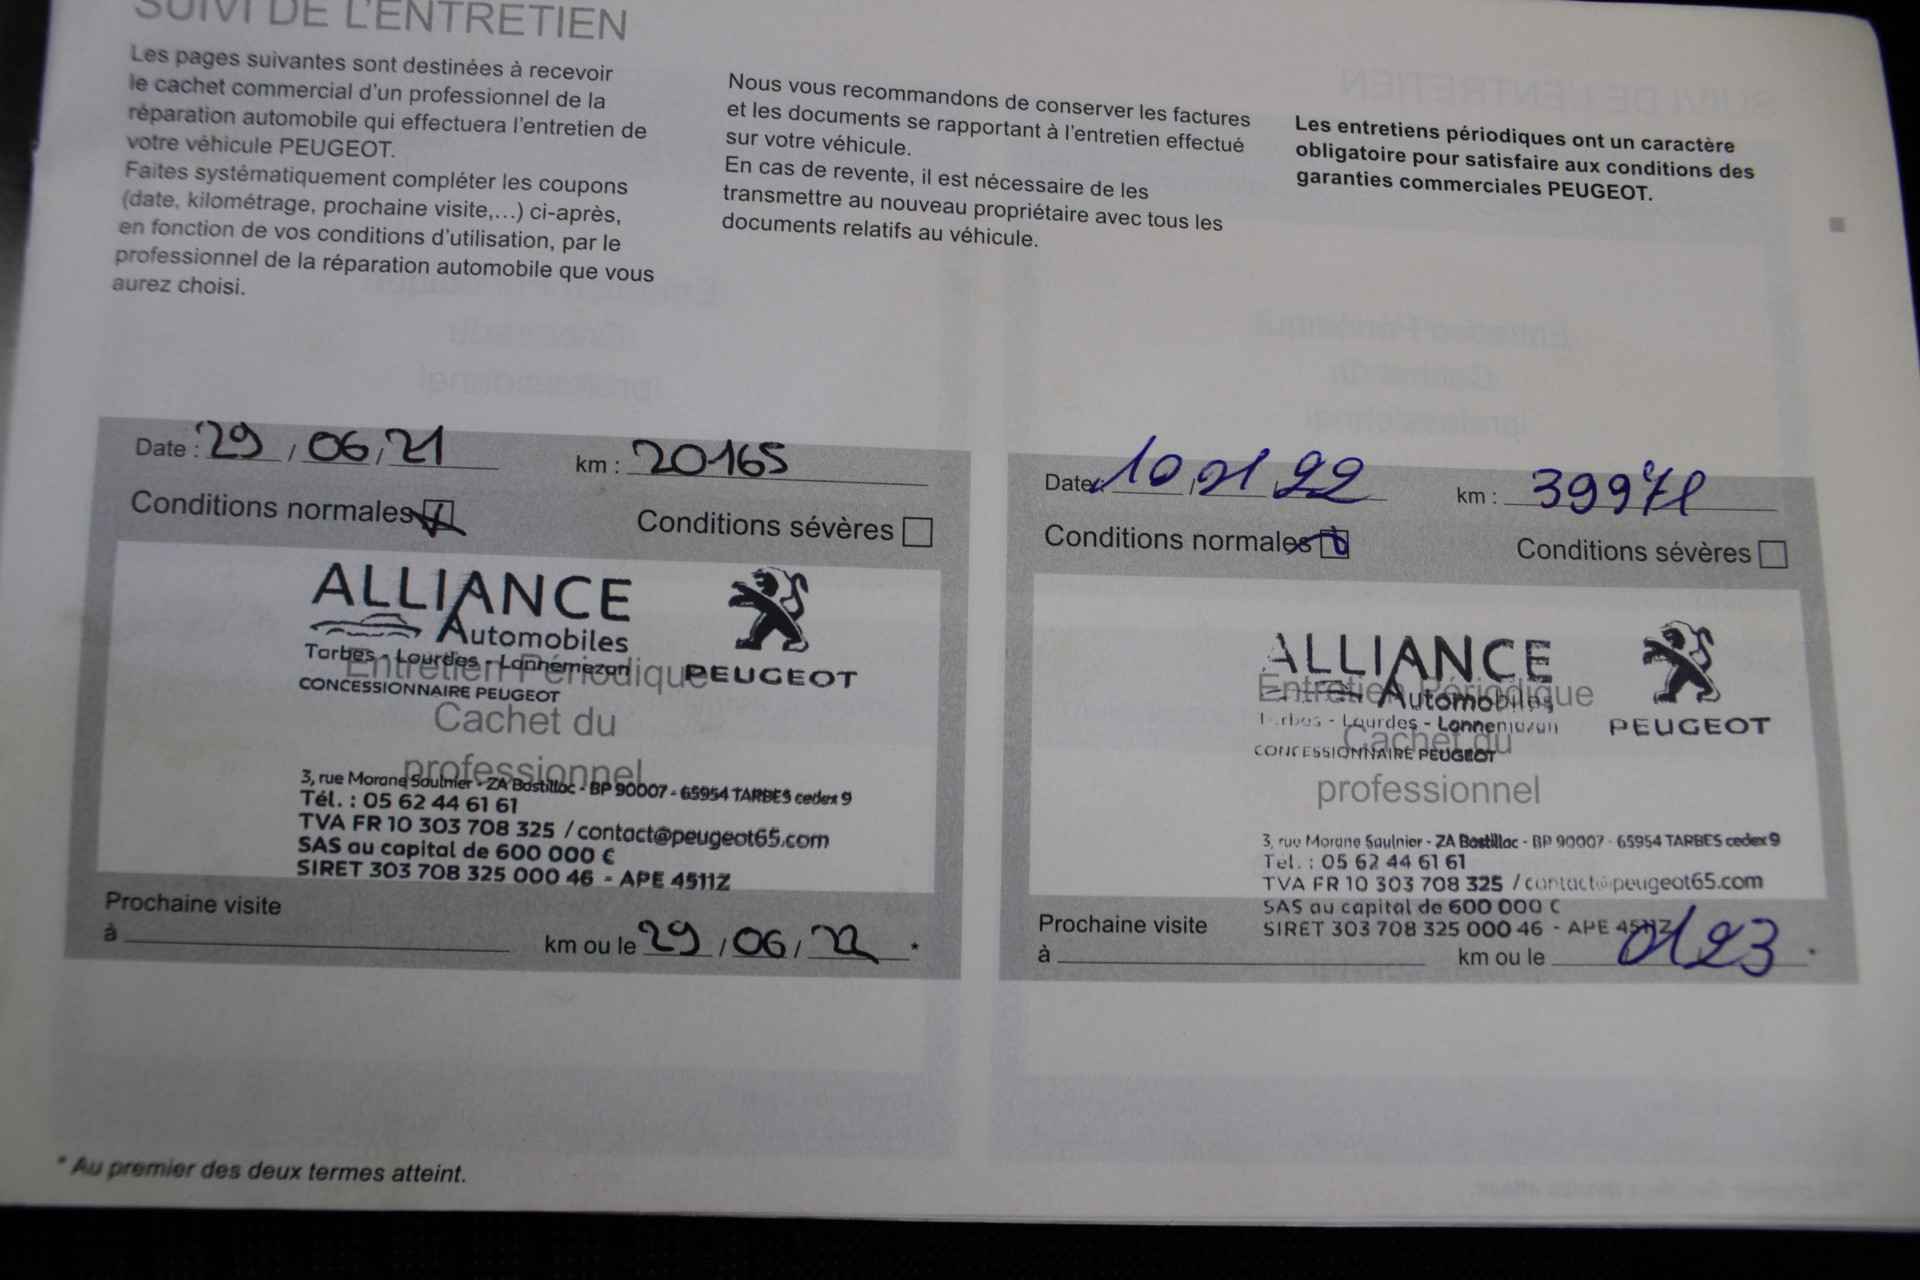 SUIVI DE L'ENTRETIEN
Les pages suivantes sont destinées à recevoir
le cachet commercial d'un professionnel de la
réparation automobile qui effectuera l'entretien de
votre véhicule PEUGEOT.
Faites systématiquement compléter les coupons
(date, kilométrage, prochaine visite,...) ci-après,
en fonction de vos conditions d'utilisation, par le
professionnel de la réparation automobile que vous
aurez choisi.
Nous vous recommandons de conserver les factures
et les documents se rapportant à l'entretien effectué
sur votre véhicule.
En cas de revente, il est nécessaire de les
transmettre au nouveau propriétaire avec tous les
documents relatifs au véhicule.
Les entretiens périodiques ont un caractère
obligatoire pour satisfaire aux conditions des
garanties commerciales PEUGEOT.
Date : 29 / 06 / 21 km : 20165
Conditions normales Conditions sévères
ALLIANCE
Automobiles
Tarbes - Lourdes - Lannemezan
Entretien Périodique
PEUGEOT
CONCESSIONNAIRE PEUGEOT
Cachet du
professionnel
3, rue Morane Saulnier - ZA Bastillac - BP 90007 - 65954 TARBES cedex 9
Tél. : 05 62 44 61 61
TVA FR 10 303 708 325 / contact@peugeot65.com
SAS au capital de 600 000 €
SIRET 303 708 325 000 46 - APE 4511Z
Prochaine visite
à km ou le 29 / 06 / 22 *
Date : 10 / 01 / 22 km :
Conditions normales Conditions sévères
ALLIANCE
Entretien Périodique
Automobiles
Tarbes - Lourdes - Lannemezan
PEUGEOT
Cachet du
CONCESSIONNAIRE PEUGEOT
professionnel
3, rue Morane Saulnier - ZA Bastillac - BP 90007 - 65954 TARBES cedex 9
Tél. : 05 62 44 61 61
TVA FR 10 303 708 325 / contact@peugeot65.com
SAS au capital de 600 000 €
SIRET 303 708 325 000 46 - APE 4511Z
Prochaine visite
à km ou le 01 23 *
* Au premier des deux termes atteint.